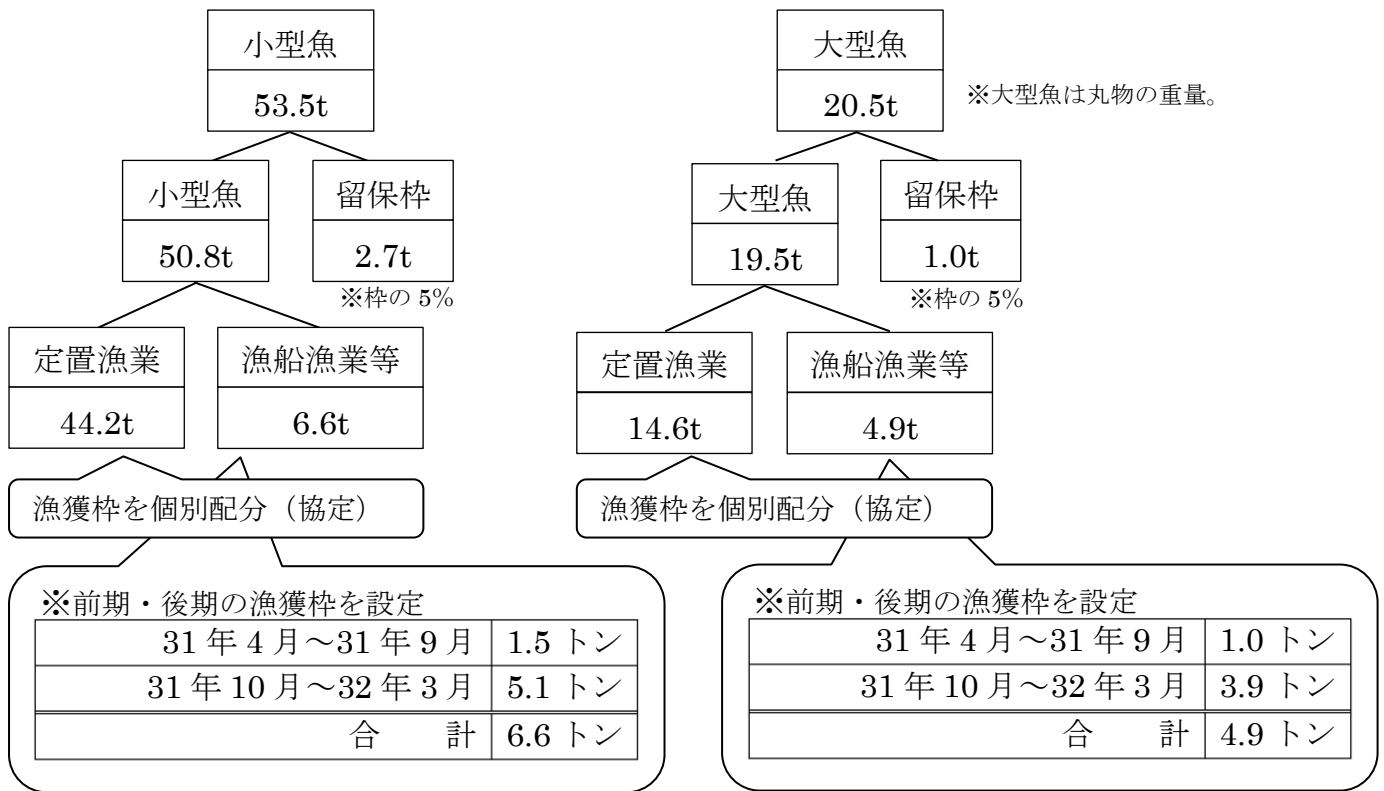 小型魚
53.5t
小型魚
50.8t
留保枠
2.7t
※枠の 5%
定置漁業
44.2t
漁船漁業等
6.6t
漁獲枠を個別配分（協定）
※前期・後期の漁獲枠を設定
31 年 4 月～31 年 9 月 1.5 トン
31 年 10 月～32 年 3 月 5.1 トン
合　計 6.6 トン
大型魚
20.5t
※大型魚は丸物の重量。
大型魚
19.5t
留保枠
1.0t
※枠の 5%
定置漁業
14.6t
漁船漁業等
4.9t
漁獲枠を個別配分（協定）
※前期・後期の漁獲枠を設定
31 年 4 月～31 年 9 月 1.0 トン
31 年 10 月～32 年 3 月 3.9 トン
合　計 4.9 トン